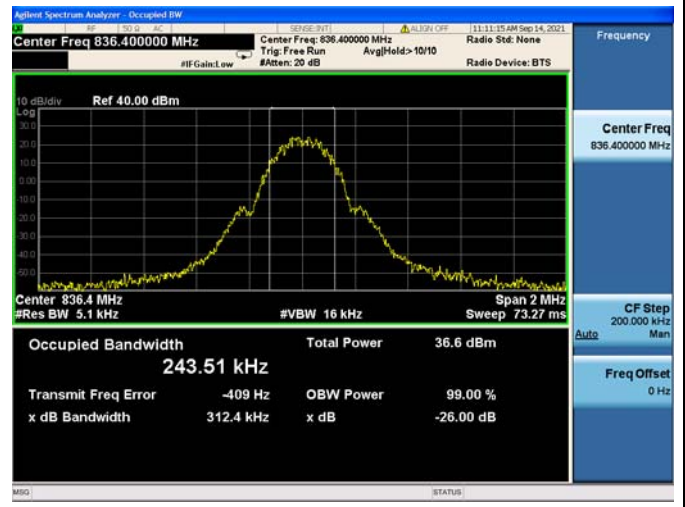 Agilent Spectrum Analyzer - Occupied BW
RF 50 Ω AC SENSE:INT ALIGN OFF 11:11:15 AM Sep 14, 2021
Center Freq 836.400000 MHz
Center Freq: 836.400000 MHz
Radio Std: None
Trig: Free Run Avg|Hold:>10/10
#IFGain:Low
#Atten: 20 dB
Radio Device: BTS
10 dB/div Ref 40.00 dBm
Log
30.0
20.0
10.0
0.00
-10.0
-20.0
-30.0
-40.0
-50.0
Center 836.4 MHz Span 2 MHz
#Res BW 5.1 kHz #VBW 16 kHz Sweep 73.27 ms
Occupied Bandwidth Total Power 36.6 dBm
243.51 kHz
Transmit Freq Error -409 Hz OBW Power 99.00 %
x dB Bandwidth 312.4 kHz x dB -26.00 dB
Frequency
Center Freq
836.400000 MHz
CF Step
200.000 kHz
Auto Man
Freq Offset
0 Hz
MSG STATUS